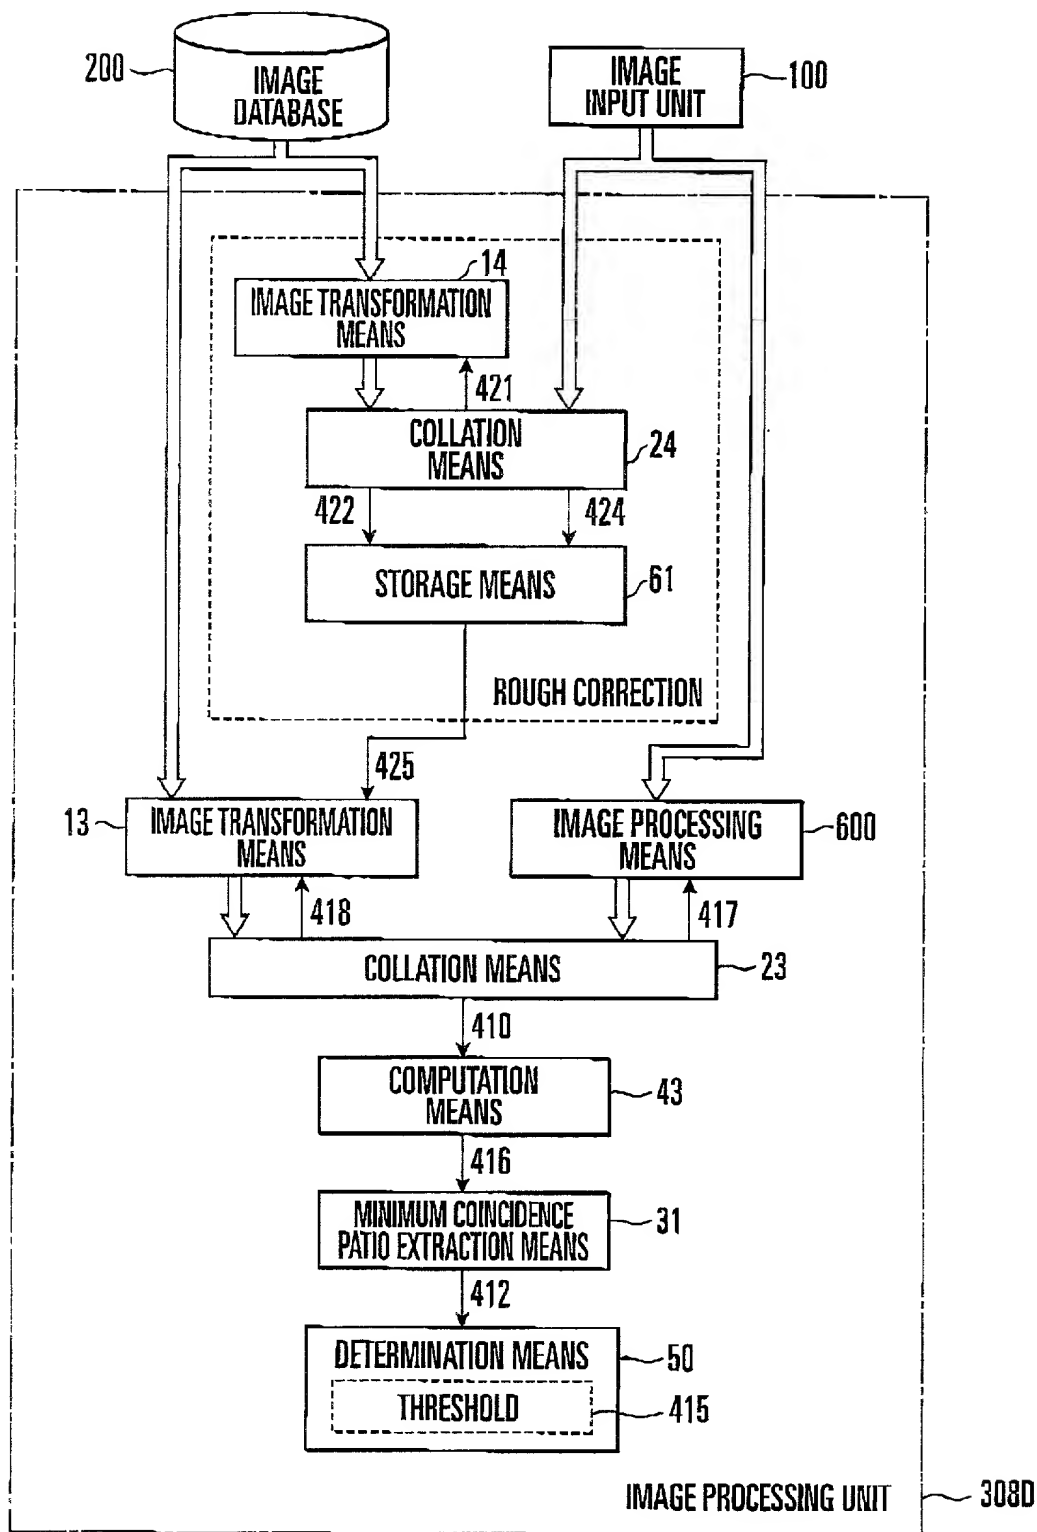 200
IMAGE
DATABASE
IMAGE
INPUT UNIT
100
14
IMAGE TRANSFORMATION
MEANS
421
COLLATION
MEANS
24
422
424
STORAGE MEANS
61
ROUGH CORRECTION
425
13
IMAGE TRANSFORMATION
MEANS
IMAGE PROCESSING
MEANS
600
418
417
COLLATION MEANS
23
410
COMPUTATION
MEANS
43
416
MINIMUM COINCIDENCE
PATIO EXTRACTION MEANS
31
412
DETERMINATION MEANS
50
THRESHOLD
415
IMAGE PROCESSING UNIT
308D